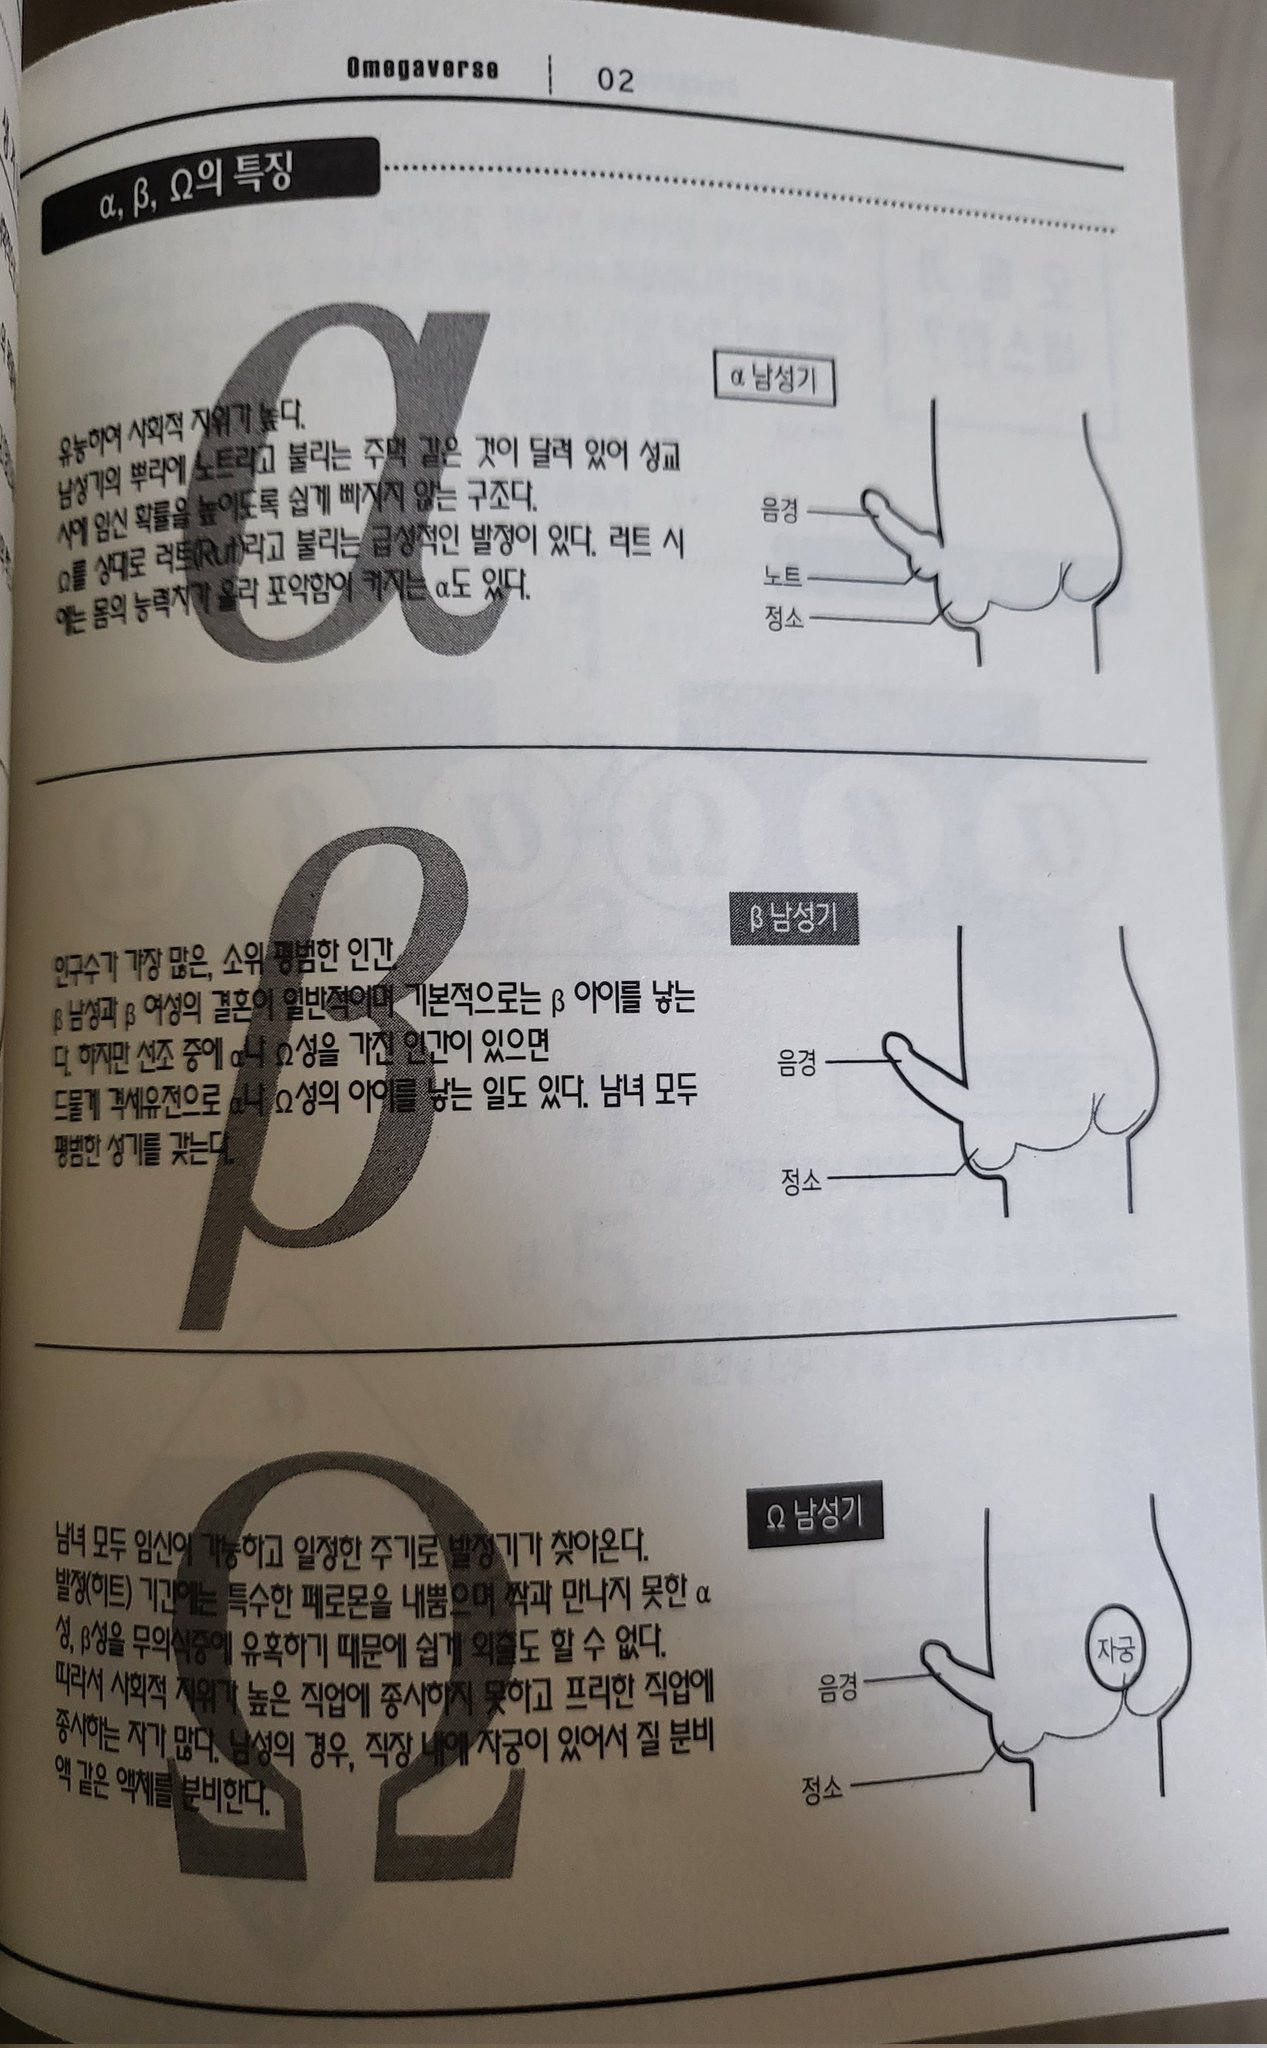 Omegaverse | 02
α, β, Ω의 특징
유능하여 사회적 지위가 높다.
남성기의 뿌리에 노트라고 불리는 주먹 같은 것이 달려 있어 성교
시에 임신 확률을 높이도록 쉽게 빠지지 않는 구조다.
Ω를 상대로 러트(Rut)라고 불리는 급성적인 발정이 있다. 러트 시
에는 몸의 능력치가 올라 포악함이 커지는 α도 있다.
α 남성기
음경
노트
정소
인구수가 가장 많은, 소위 평범한 인간.
β 남성과 β 여성의 결혼이 일반적이며 기본적으로는 β 아이를 낳는
다. 하지만 선조 중에 α나 Ω성을 가진 인간이 있으면
드물게 격세유전으로 α나 Ω성의 아이를 낳는 일도 있다. 남녀 모두
평범한 성기를 갖는다.
β 남성기
음경
정소
남녀 모두 임신이 가능하고 일정한 주기로 발정기가 찾아온다.
발정(히트) 기간에는 특수한 페로몬을 내뿜으며 짝과 만나지 못한 α
성, β성을 무의식중에 유혹하기 때문에 쉽게 외출도 할 수 없다.
따라서 사회적 지위가 높은 직업에 종사하지 못하고 프리한 직업에
종사하는 자가 많다. 남성의 경우, 직장 내에 자궁이 있어서 질 분비
액 같은 액체를 분비한다.
Ω 남성기
자궁
음경
정소